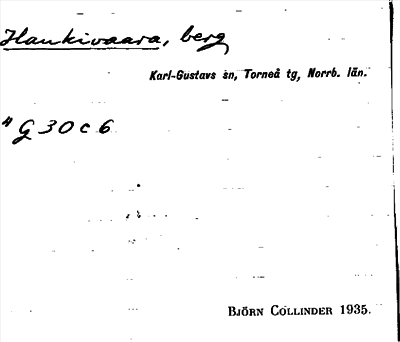 Haukivaara, berg
Karl-Gustavs sn, Torneå tg, Norrb. län.
G 30 c 6
BJÖRN COLLINDER 1935.